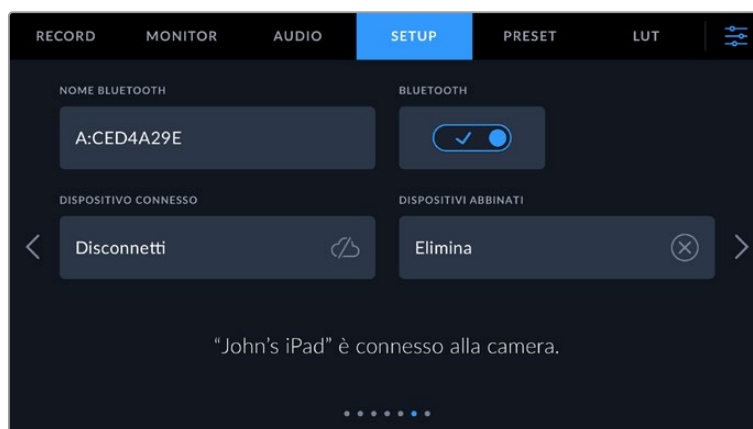 RECORD MONITOR AUDIO SETUP PRESET LUT
NOME BLUETOOTH BLUETOOTH
A:CED4A29E
DISPOSITIVO CONNESSO DISPOSITIVI ABBINATI
Disconnetti Elimina
“John’s iPad” è connesso alla camera.